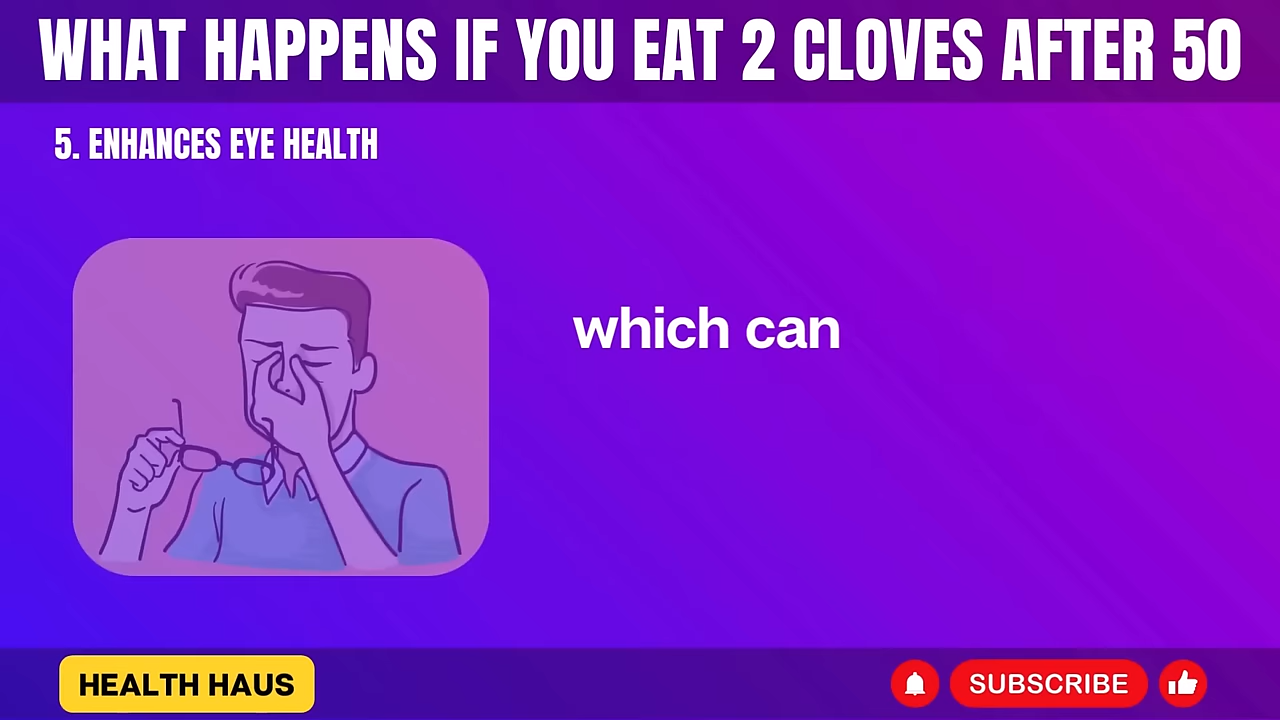 WHAT HAPPENS IF YOU EAT 2 CLOVES AFTER 50
5. ENHANCES EYE HEALTH
which can
HEALTH HAUS
SUBSCRIBE